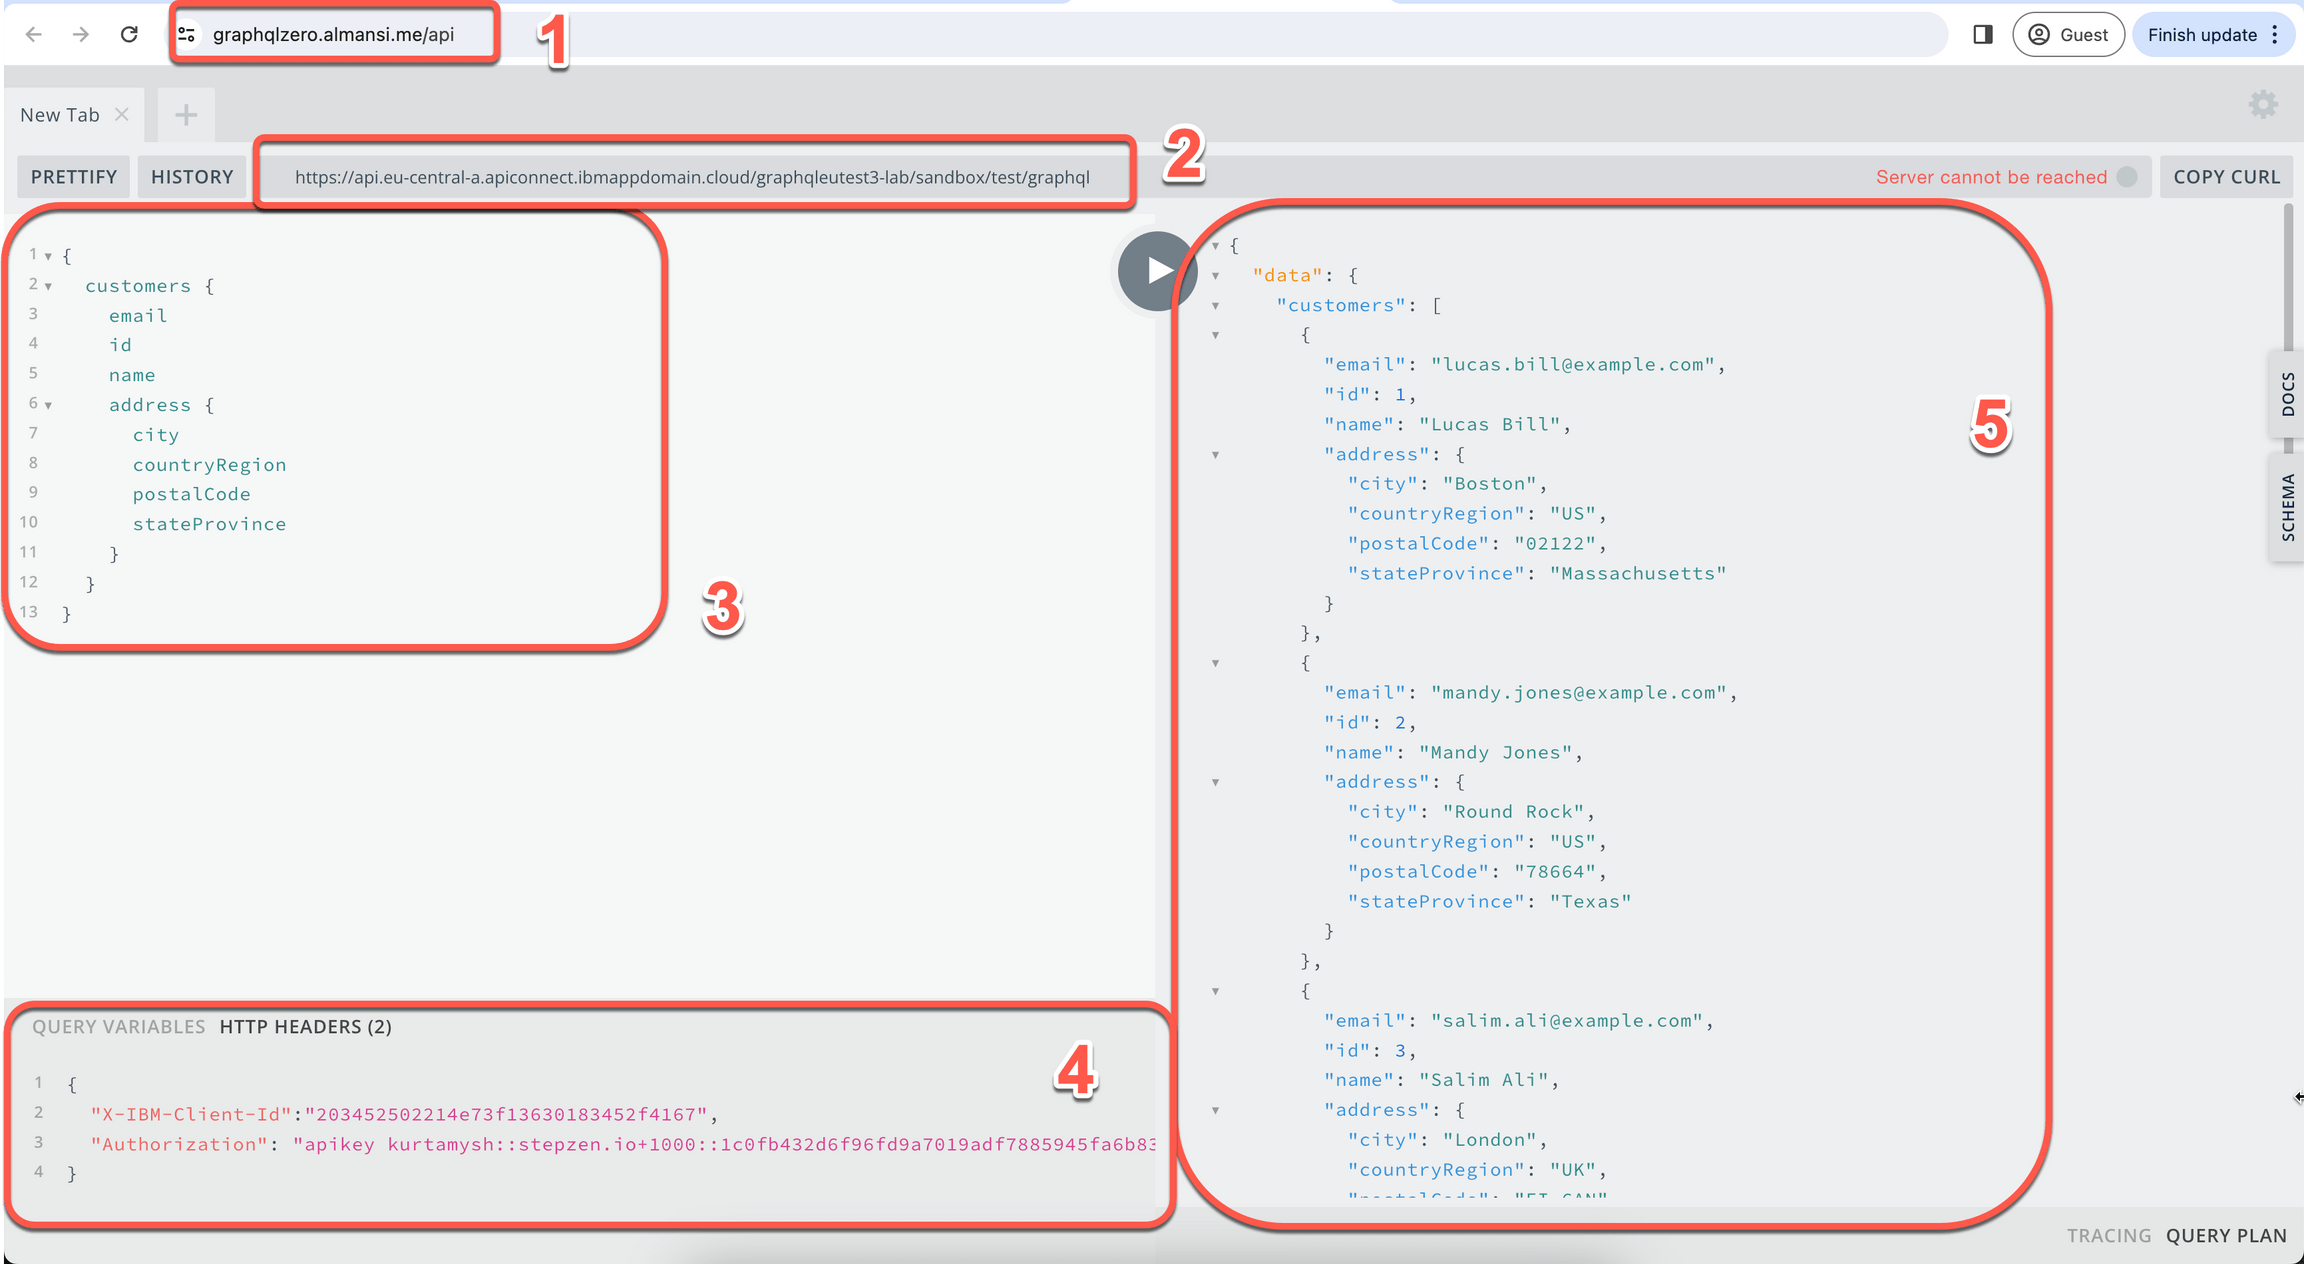 graphqlzero.almansi.me/api
1
Guest
Finish update
New Tab
PRETTIFY
HISTORY
https://api.eu-central-a.apiconnect.ibmappdomain.cloud/graphqleutest3-lab/sandbox/test/graphql
2
Server cannot be reached
COPY CURL
1 {
2 customers {
3 email
4 id
5 name
6 address {
7 city
8 countryRegion
9 postalCode
10 stateProvince
11 }
12 }
13 }
3
QUERY VARIABLES HTTP HEADERS (2)
4
1 {
2 "X-IBM-Client-Id":"203452502214e73f13630183452f4167",
3 "Authorization": "apikey kurtamysh::stepzen.io+1000::1c0fb432d6f96fd9a7019adf7885945fa6b83
4 }
{
"data": {
"customers": [
{
"email": "lucas.bill@example.com",
"id": 1,
"name": "Lucas Bill",
"address": {
"city": "Boston",
"countryRegion": "US",
"postalCode": "02122",
"stateProvince": "Massachusetts"
}
},
{
"email": "mandy.jones@example.com",
"id": 2,
"name": "Mandy Jones",
"address": {
"city": "Round Rock",
"countryRegion": "US",
"postalCode": "78664",
"stateProvince": "Texas"
}
},
{
"email": "salim.ali@example.com",
"id": 3,
"name": "Salim Ali",
"address": {
"city": "London",
"countryRegion": "UK",
"postalCode":
5
DOCS
SCHEMA
TRACING QUERY PLAN